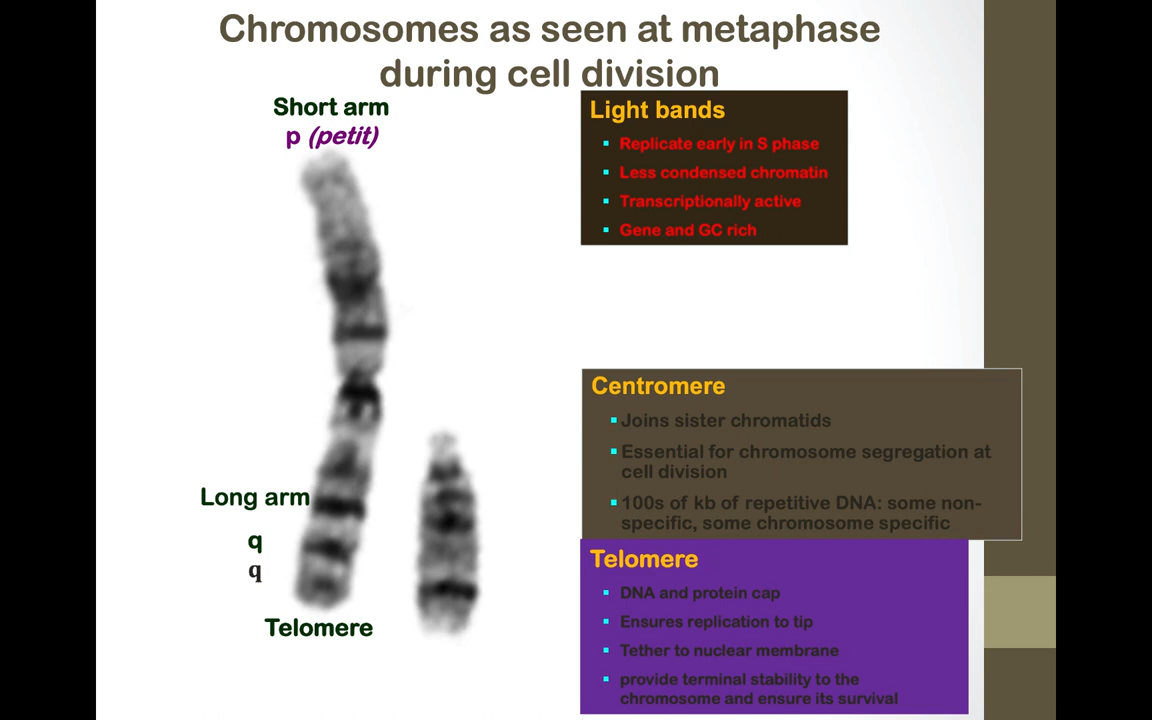 Chromosomes as seen at metaphase
during cell division
Short arm
p (petit)
Long arm
q
q
Telomere
Light bands
Replicate early in S phase
Less condensed chromatin
Transcriptionally active
Gene and GC rich
Centromere
Joins sister chromatids
Essential for chromosome segregation at
cell division
100s of kb of repetitive DNA: some non-
specific, some chromosome specific
Telomere
DNA and protein cap
Ensures replication to tip
Tether to nuclear membrane
provide terminal stability to the
chromosome and ensure its survival